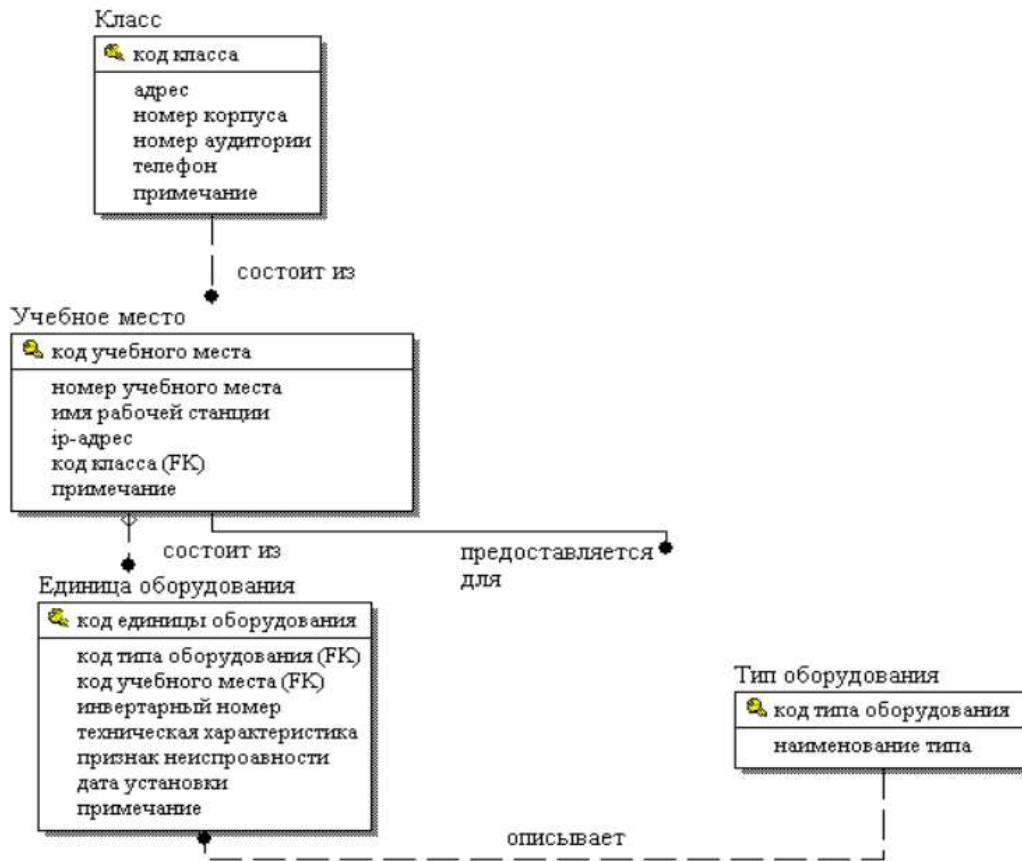 Класс
код класса
адрес
номер корпуса
номер аудитории
телефон
примечание
состоит из
Учебное место
код учебного места
номер учебного места
имя рабочей станции
ip-адрес
код класса (FK)
примечание
состоит из
предоставляется
для
Единица оборудования
код единицы оборудования
код типа оборудования (FK)
код учебного места (FK)
инвертарный номер
техническая характеристика
признак неиспроавности
дата установки
примечание
Тип оборудования
код типа оборудования
наименование типа
описывает